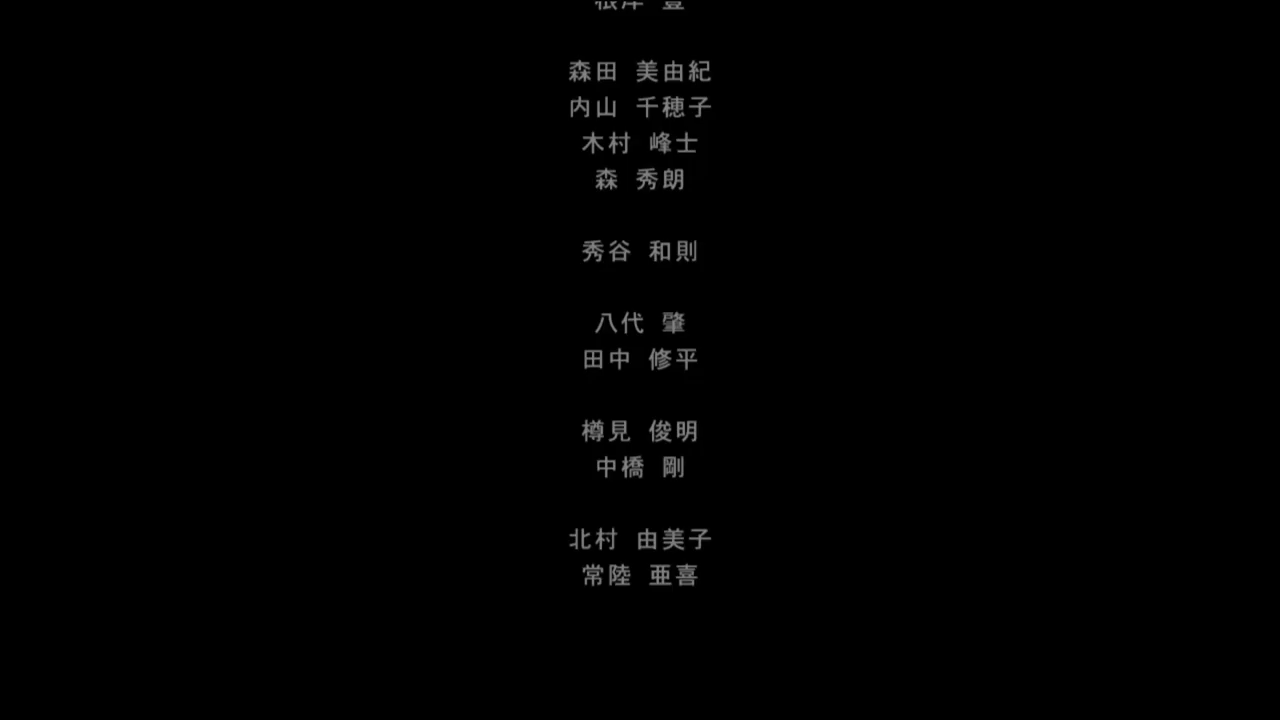 森田 美由紀
内山 千穂子
木村 峰士
森 秀朗
秀谷 和則
八代 肇
田中 修平
樽見 俊明
中橋 剛
北村 由美子
常陸 亜喜